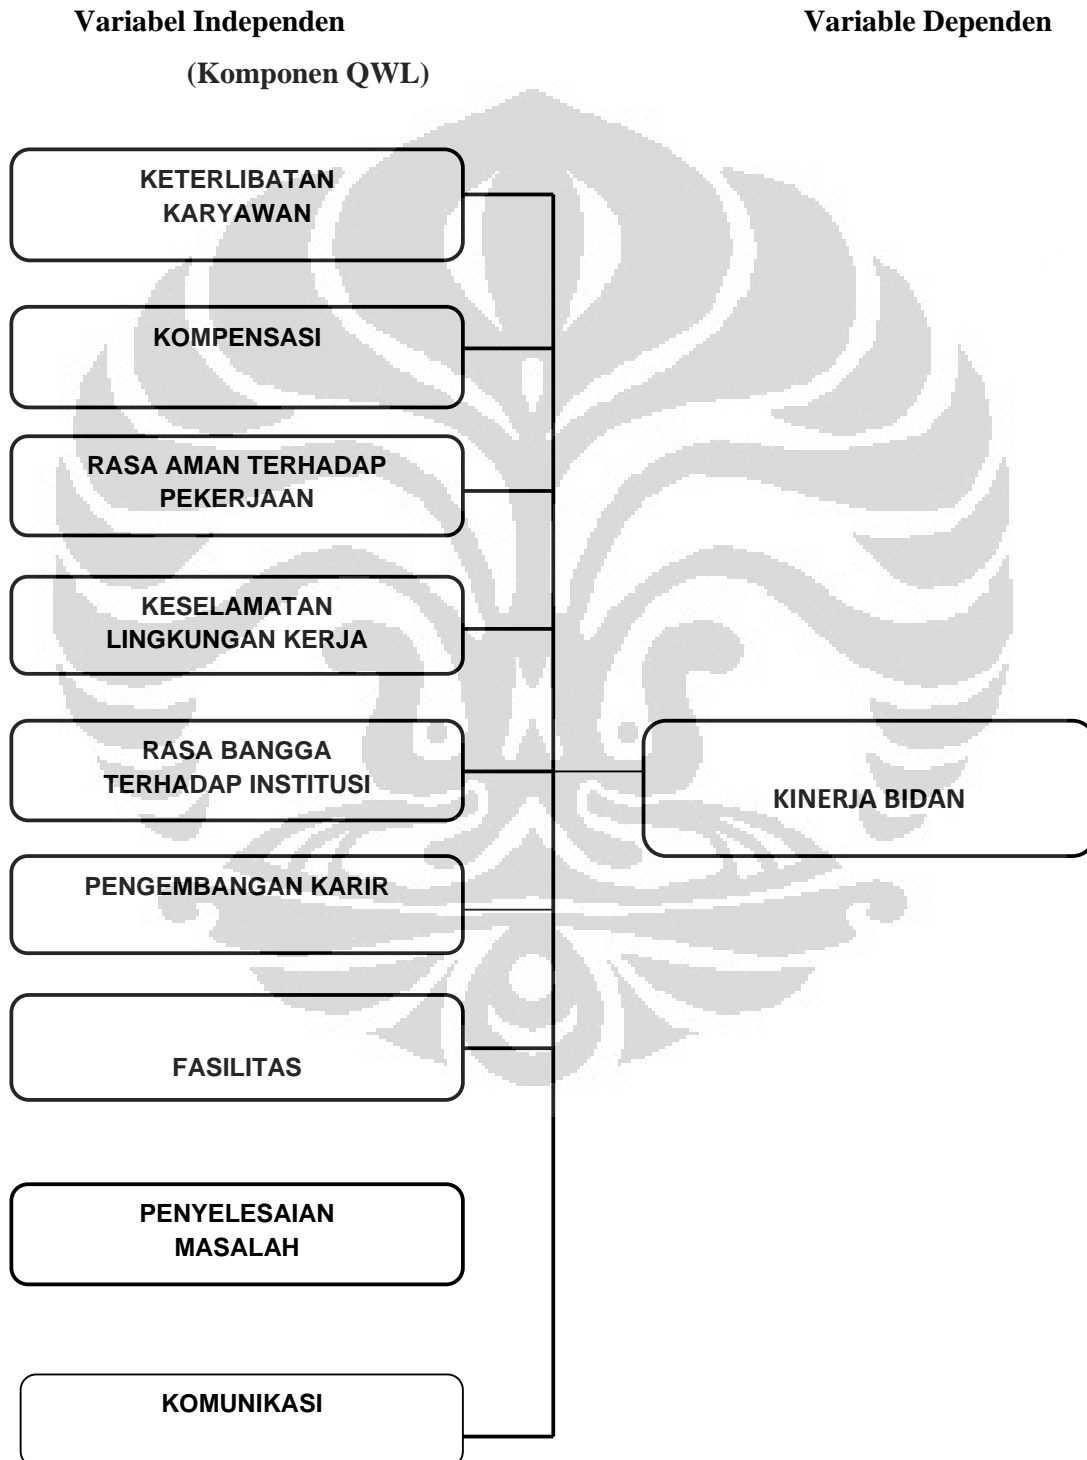 Variabel Independen
Variable Dependen
(Komponen QWL)
KETERLIBATAN
KARYAWAN
KOMPENSASI
RASA AMAN TERHADAP
PEKERJAAN
KESELAMATAN
LINGKUNGAN KERJA
RASA BANGGA
TERHADAP INSTITUSI
KINERJA BIDAN
PENGEMBANGAN KARIR
FASILITAS
PENYELESAIAN
MASALAH
KOMUNIKASI